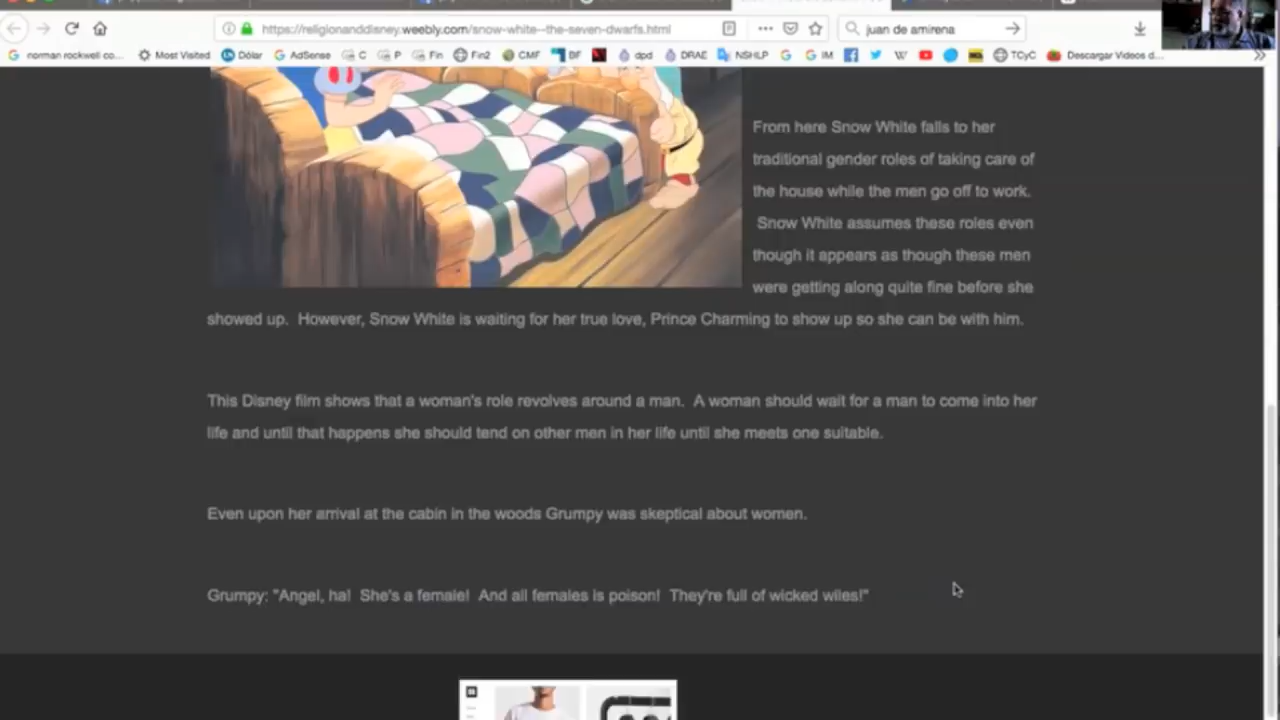 https://religionanddisney.weebly.com/snow-white--the-seven-dwarfs.html
juan de amirena
norman rockwell co...
Most Visited
Dólar
AdSense
C
P
Fin
Fin2
CMF
BF
dpd
DRAE
NSHLP
G
IM
TCyC
Descargar Videos d...
From here Snow White falls to her
traditional gender roles of taking care of
the house while the men go off to work.
Snow White assumes these roles even
though it appears as though these men
were getting along quite fine before she
showed up. However, Snow White is waiting for her true love, Prince Charming to show up so she can be with him.
This Disney film shows that a woman's role revolves around a man. A woman should wait for a man to come into her
life and until that happens she should tend on other men in her life until she meets one suitable.
Even upon her arrival at the cabin in the woods Grumpy was skeptical about women.
Grumpy: "Angel, ha! She's a female! And all females is poison! They're full of wicked wiles!"